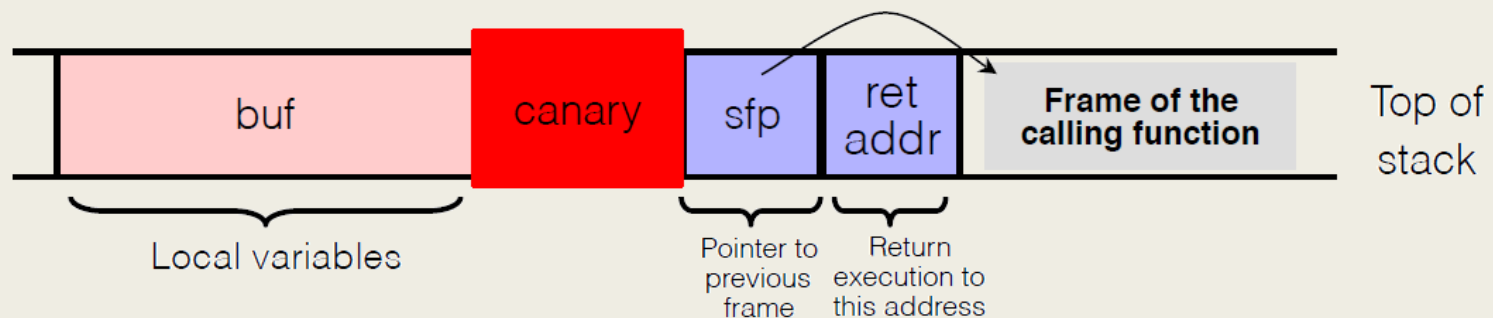 buf
canary
sfp
ret
addr
Frame of the
calling function
Top of
stack
Local variables
Pointer to
previous
frame
Return
execution to
this address